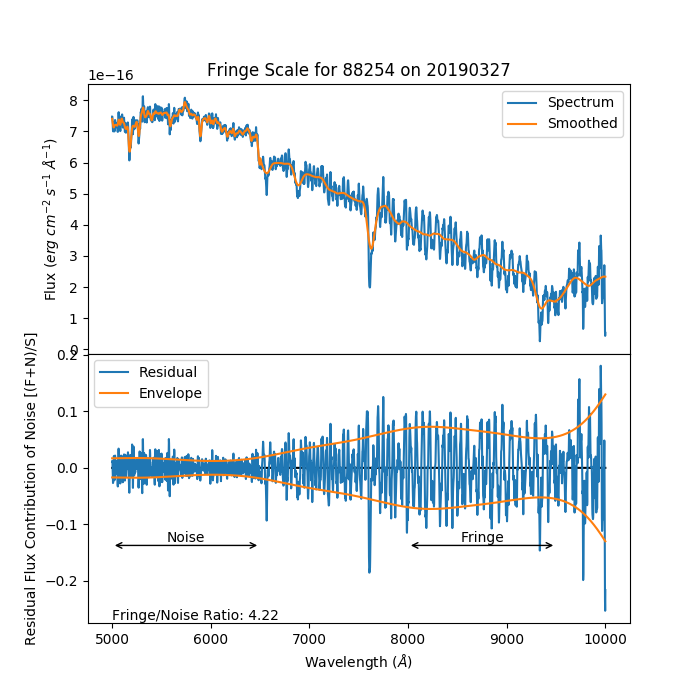 Fringe Scale for 88254 on 20190327
1e−16
Spectrum
Smoothed
8
7
6
5
4
3
2
1
0
Flux (erg cm⁻² s⁻¹ Å⁻¹)
Residual
Envelope
0.2
0.1
0.0
−0.1
−0.2
Residual Flux Contribution of Noise [(F+N)/S]
Noise
Fringe
Fringe/Noise Ratio: 4.22
5000 6000 7000 8000 9000 10000
Wavelength (Å)